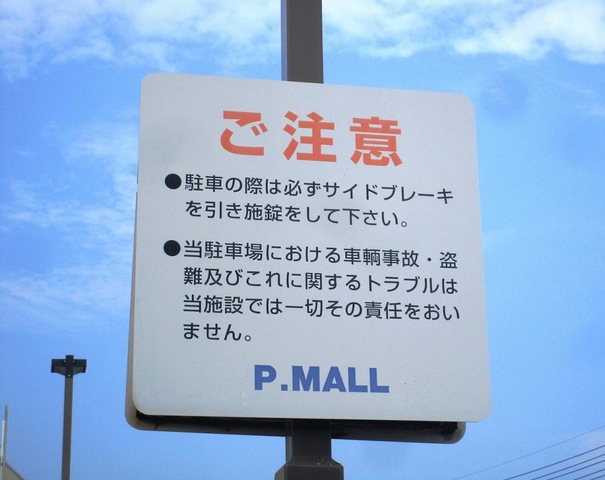 ご注意
●駐車の際は必ずサイドブレーキ
を引き施錠をして下さい。
●当駐車場における車輌事故・盗
難及びこれに関するトラブルは
当施設では一切その責任をおい
ません。
P.MALL